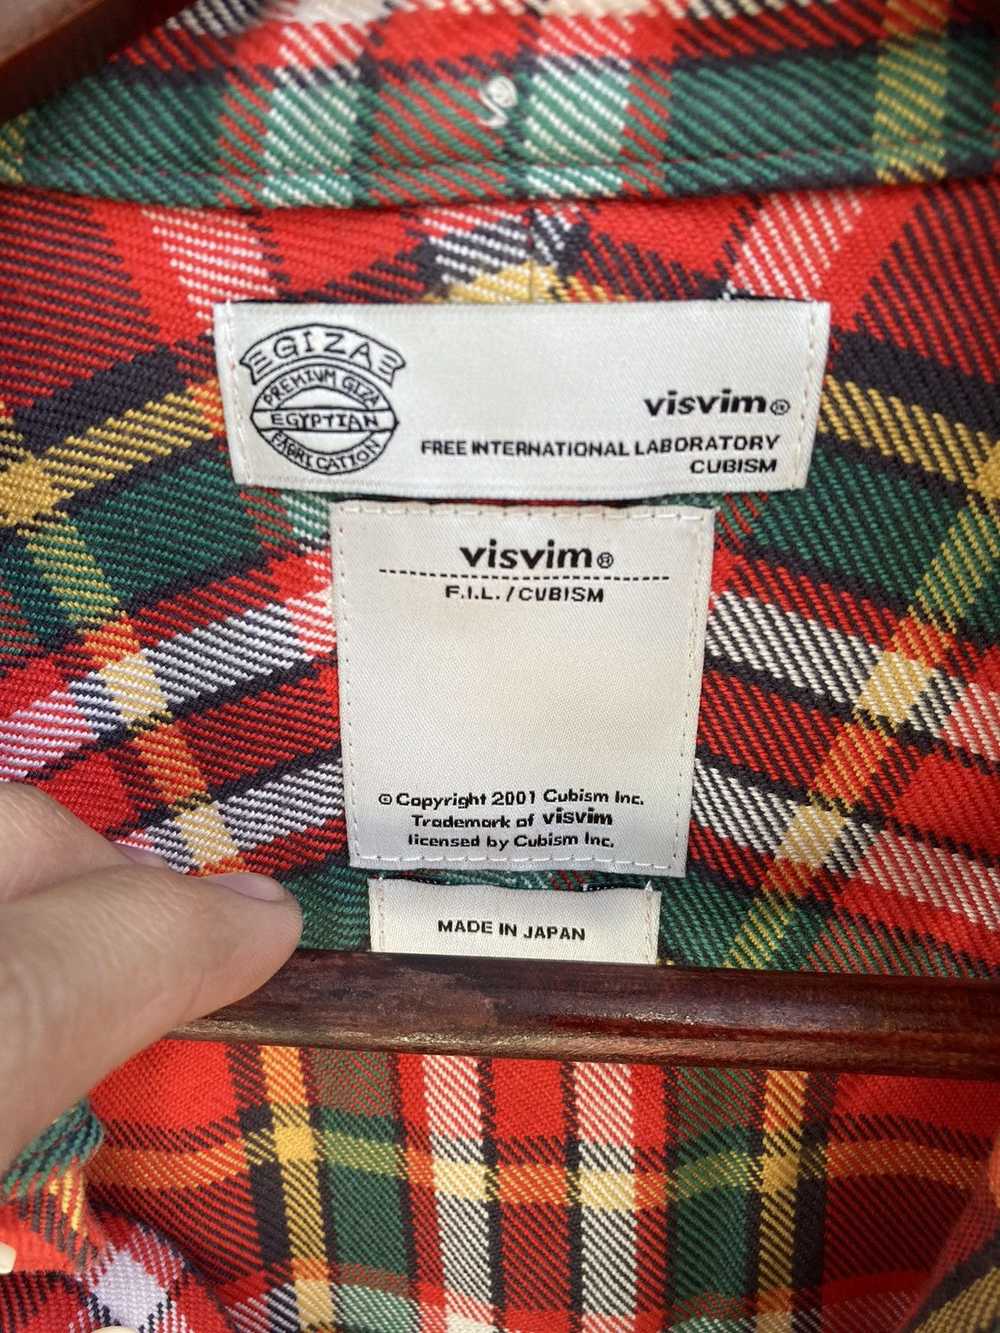 GIZA
PREMIUM GIZA
EGYPTIAN
FABRICATION
visvim®
FREE INTERNATIONAL LABORATORY
CUBISM
visvim®
F.I.L./CUBISM
© Copyright 2001 Cubism Inc.
Trademark of visvim
licensed by Cubism Inc.
MADE IN JAPAN